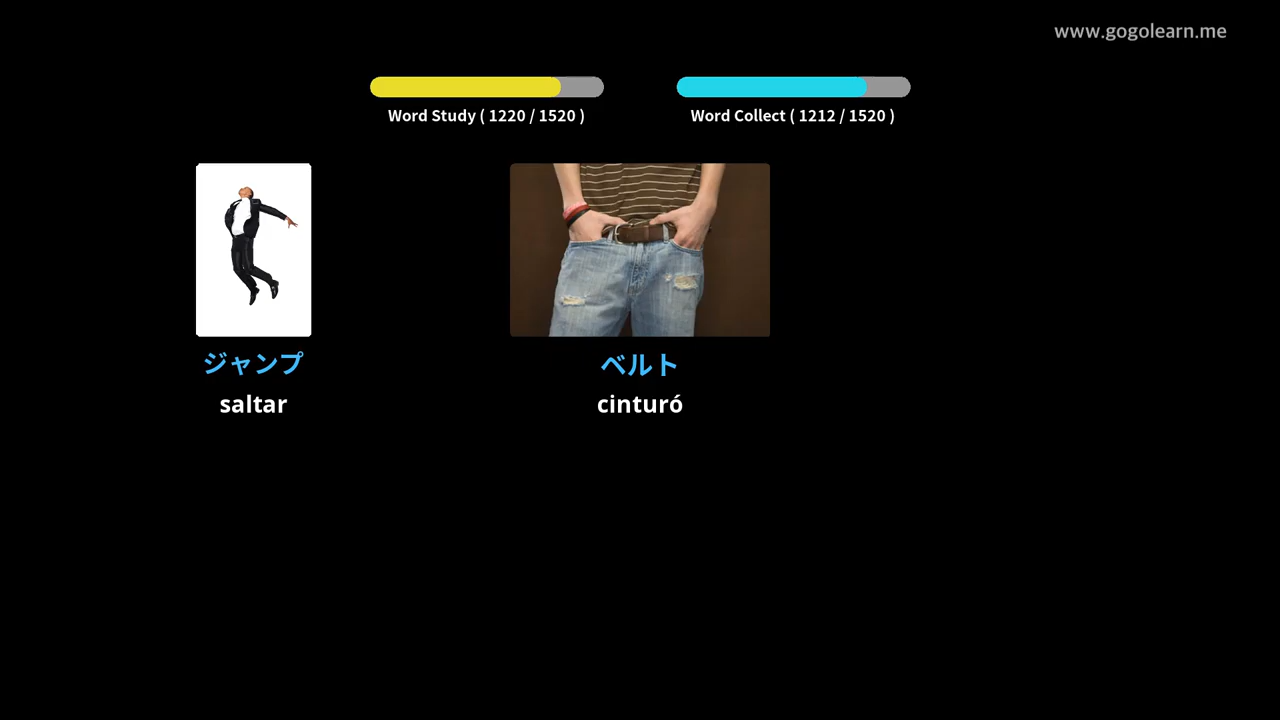 www.gogolearn.me
Word Study ( 1220 / 1520 )
Word Collect ( 1212 / 1520 )
ジャンプ
saltar
ベルト
cinturó